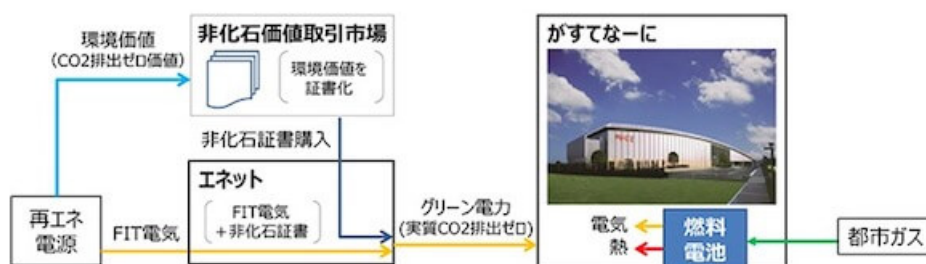 環境価値
(CO2排出ゼロ価値)
非化石価値取引市場
環境価値を
証書化
非化石証書購入
再エネ
電源
FIT電気
エネット
FIT電気
+非化石証書
グリーン電力
(実質CO2排出ゼロ)
がすてなーに
電気
熱
燃料
電池
都市ガス